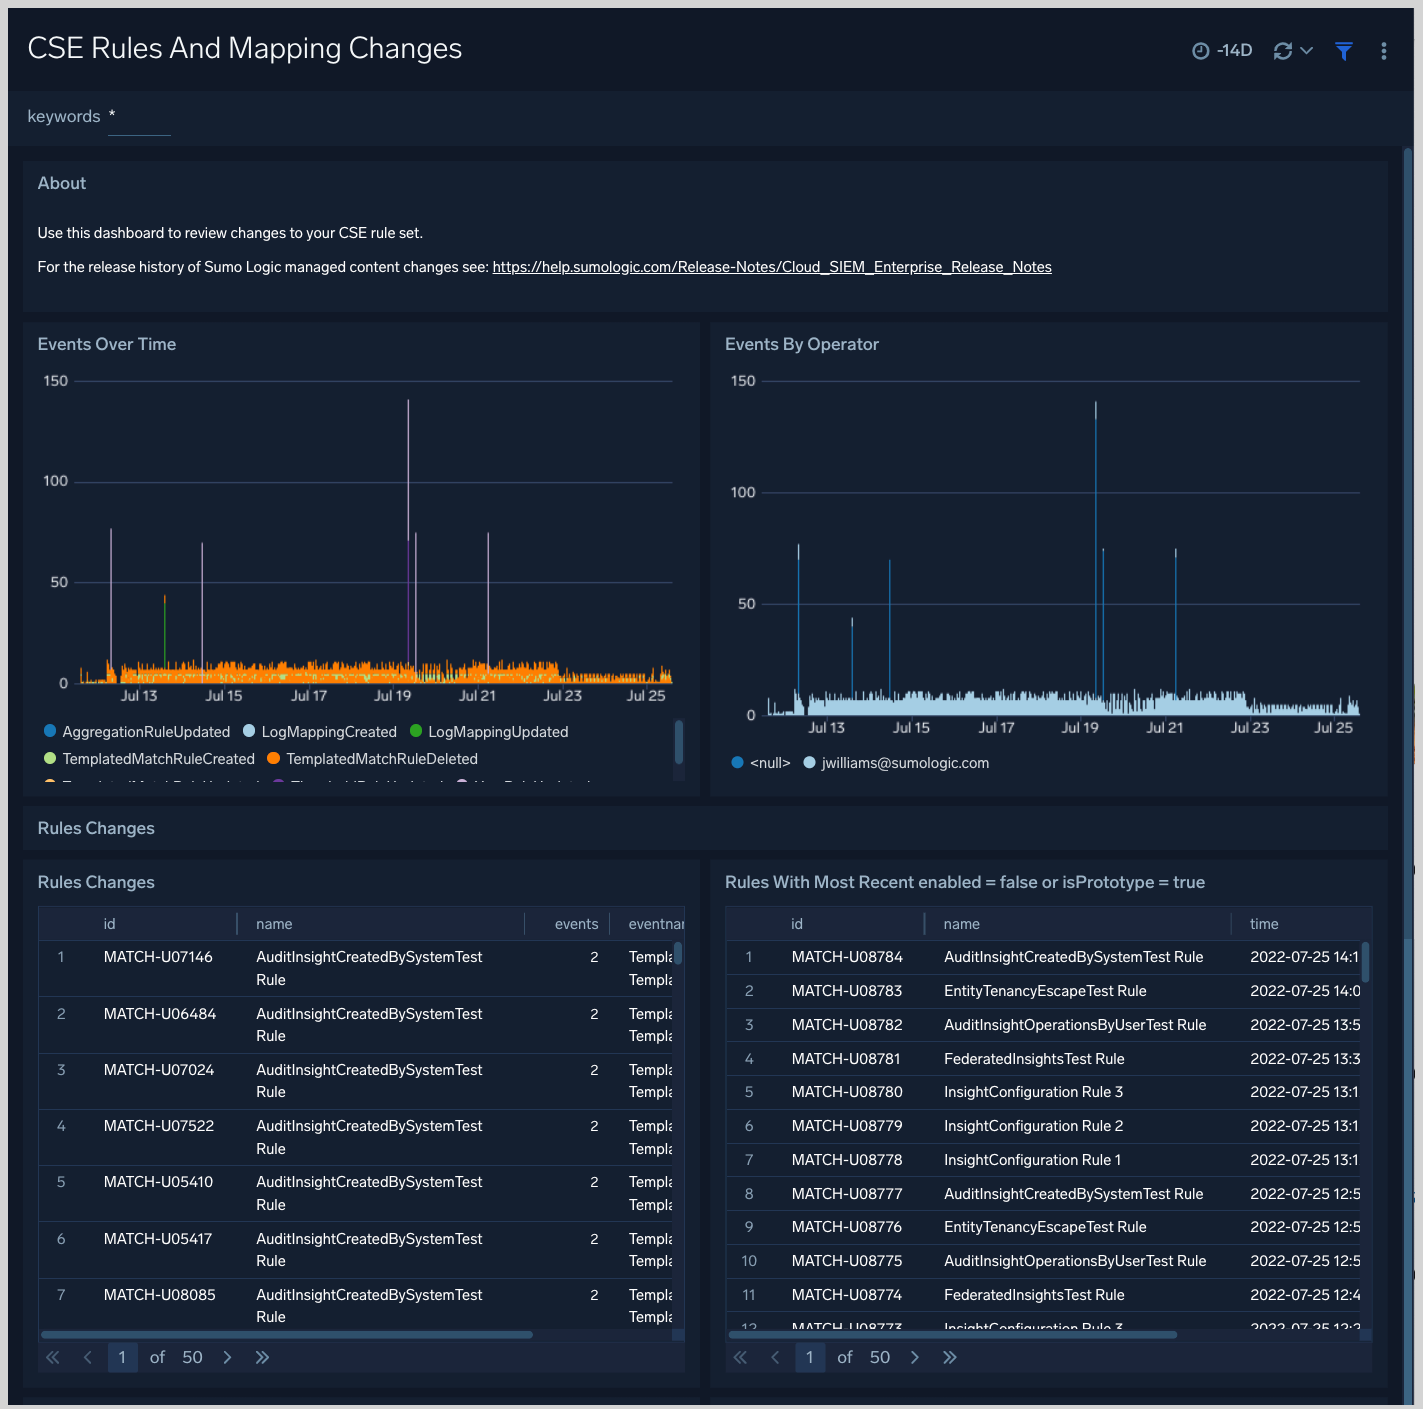 CSE Rules And Mapping Changes
-14D
keywords *
About
Use this dashboard to review changes to your CSE rule set.
For the release history of Sumo Logic managed content changes see: https://help.sumologic.com/Release-Notes/Cloud_SIEM_Enterprise_Release_Notes
Events Over Time
150
100
50
0
Jul 13 Jul 15 Jul 17 Jul 19 Jul 21 Jul 23 Jul 25
AggregationRuleUpdated LogMappingCreated LogMappingUpdated
TemplatedMatchRuleCreated TemplatedMatchRuleDeleted
Events By Operator
150
100
50
0
Jul 13 Jul 15 Jul 17 Jul 19 Jul 21 Jul 23 Jul 25
<null> jwilliams@sumologic.com
Rules Changes
Rules Changes
id name events eventnar
1 MATCH-U07146 AuditInsightCreatedBySystemTest 2 Templa
Rule Templa
2 MATCH-U06484 AuditInsightCreatedBySystemTest 2 Templa
Rule Templa
3 MATCH-U07024 AuditInsightCreatedBySystemTest 2 Templa
Rule Templa
4 MATCH-U07522 AuditInsightCreatedBySystemTest 2 Templa
Rule Templa
5 MATCH-U05410 AuditInsightCreatedBySystemTest 2 Templa
Rule Templa
6 MATCH-U05417 AuditInsightCreatedBySystemTest 2 Templa
Rule Templa
7 MATCH-U08085 AuditInsightCreatedBySystemTest 2 Templa
Rule Templa
1 of 50
Rules With Most Recent enabled = false or isPrototype = true
id name time
1 MATCH-U08784 AuditInsightCreatedBySystemTest Rule 2022-07-25 14:1
2 MATCH-U08783 EntityTenancyEscapeTest Rule 2022-07-25 14:0
3 MATCH-U08782 AuditInsightOperationsByUserTest Rule 2022-07-25 13:5
4 MATCH-U08781 FederatedInsightsTest Rule 2022-07-25 13:3
5 MATCH-U08780 InsightConfiguration Rule 3 2022-07-25 13:1
6 MATCH-U08779 InsightConfiguration Rule 2 2022-07-25 13:1
7 MATCH-U08778 InsightConfiguration Rule 1 2022-07-25 13:1
8 MATCH-U08777 AuditInsightCreatedBySystemTest Rule 2022-07-25 12:5
9 MATCH-U08776 EntityTenancyEscapeTest Rule 2022-07-25 12:5
10 MATCH-U08775 AuditInsightOperationsByUserTest Rule 2022-07-25 12:5
11 MATCH-U08774 FederatedInsightsTest Rule 2022-07-25 12:4
12 MATCH-U08773 InsightConfiguration Rule 3 2022-07-25 12:2
1 of 50